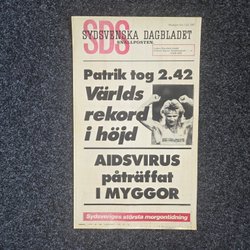 SDS
SYDSVENSKA DAGBLADET
SNÄLLPOSTEN
Patrik tog 2.42
Världs
rekord
i höjd
AIDSVIRUS
påträffat
I MYGGOR
Sydsveriges största morgontidning